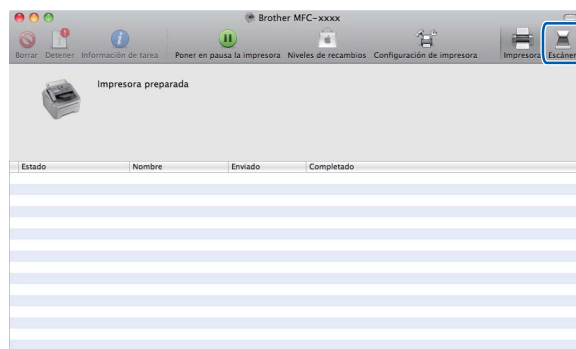 Brother MFC-xxxx
Borrar Detener Información de tarea Poner en pausa la impresora Niveles de recambios Configuración de impresora Impresora Escáner
Impresora preparada
Estado Nombre Enviado Completado